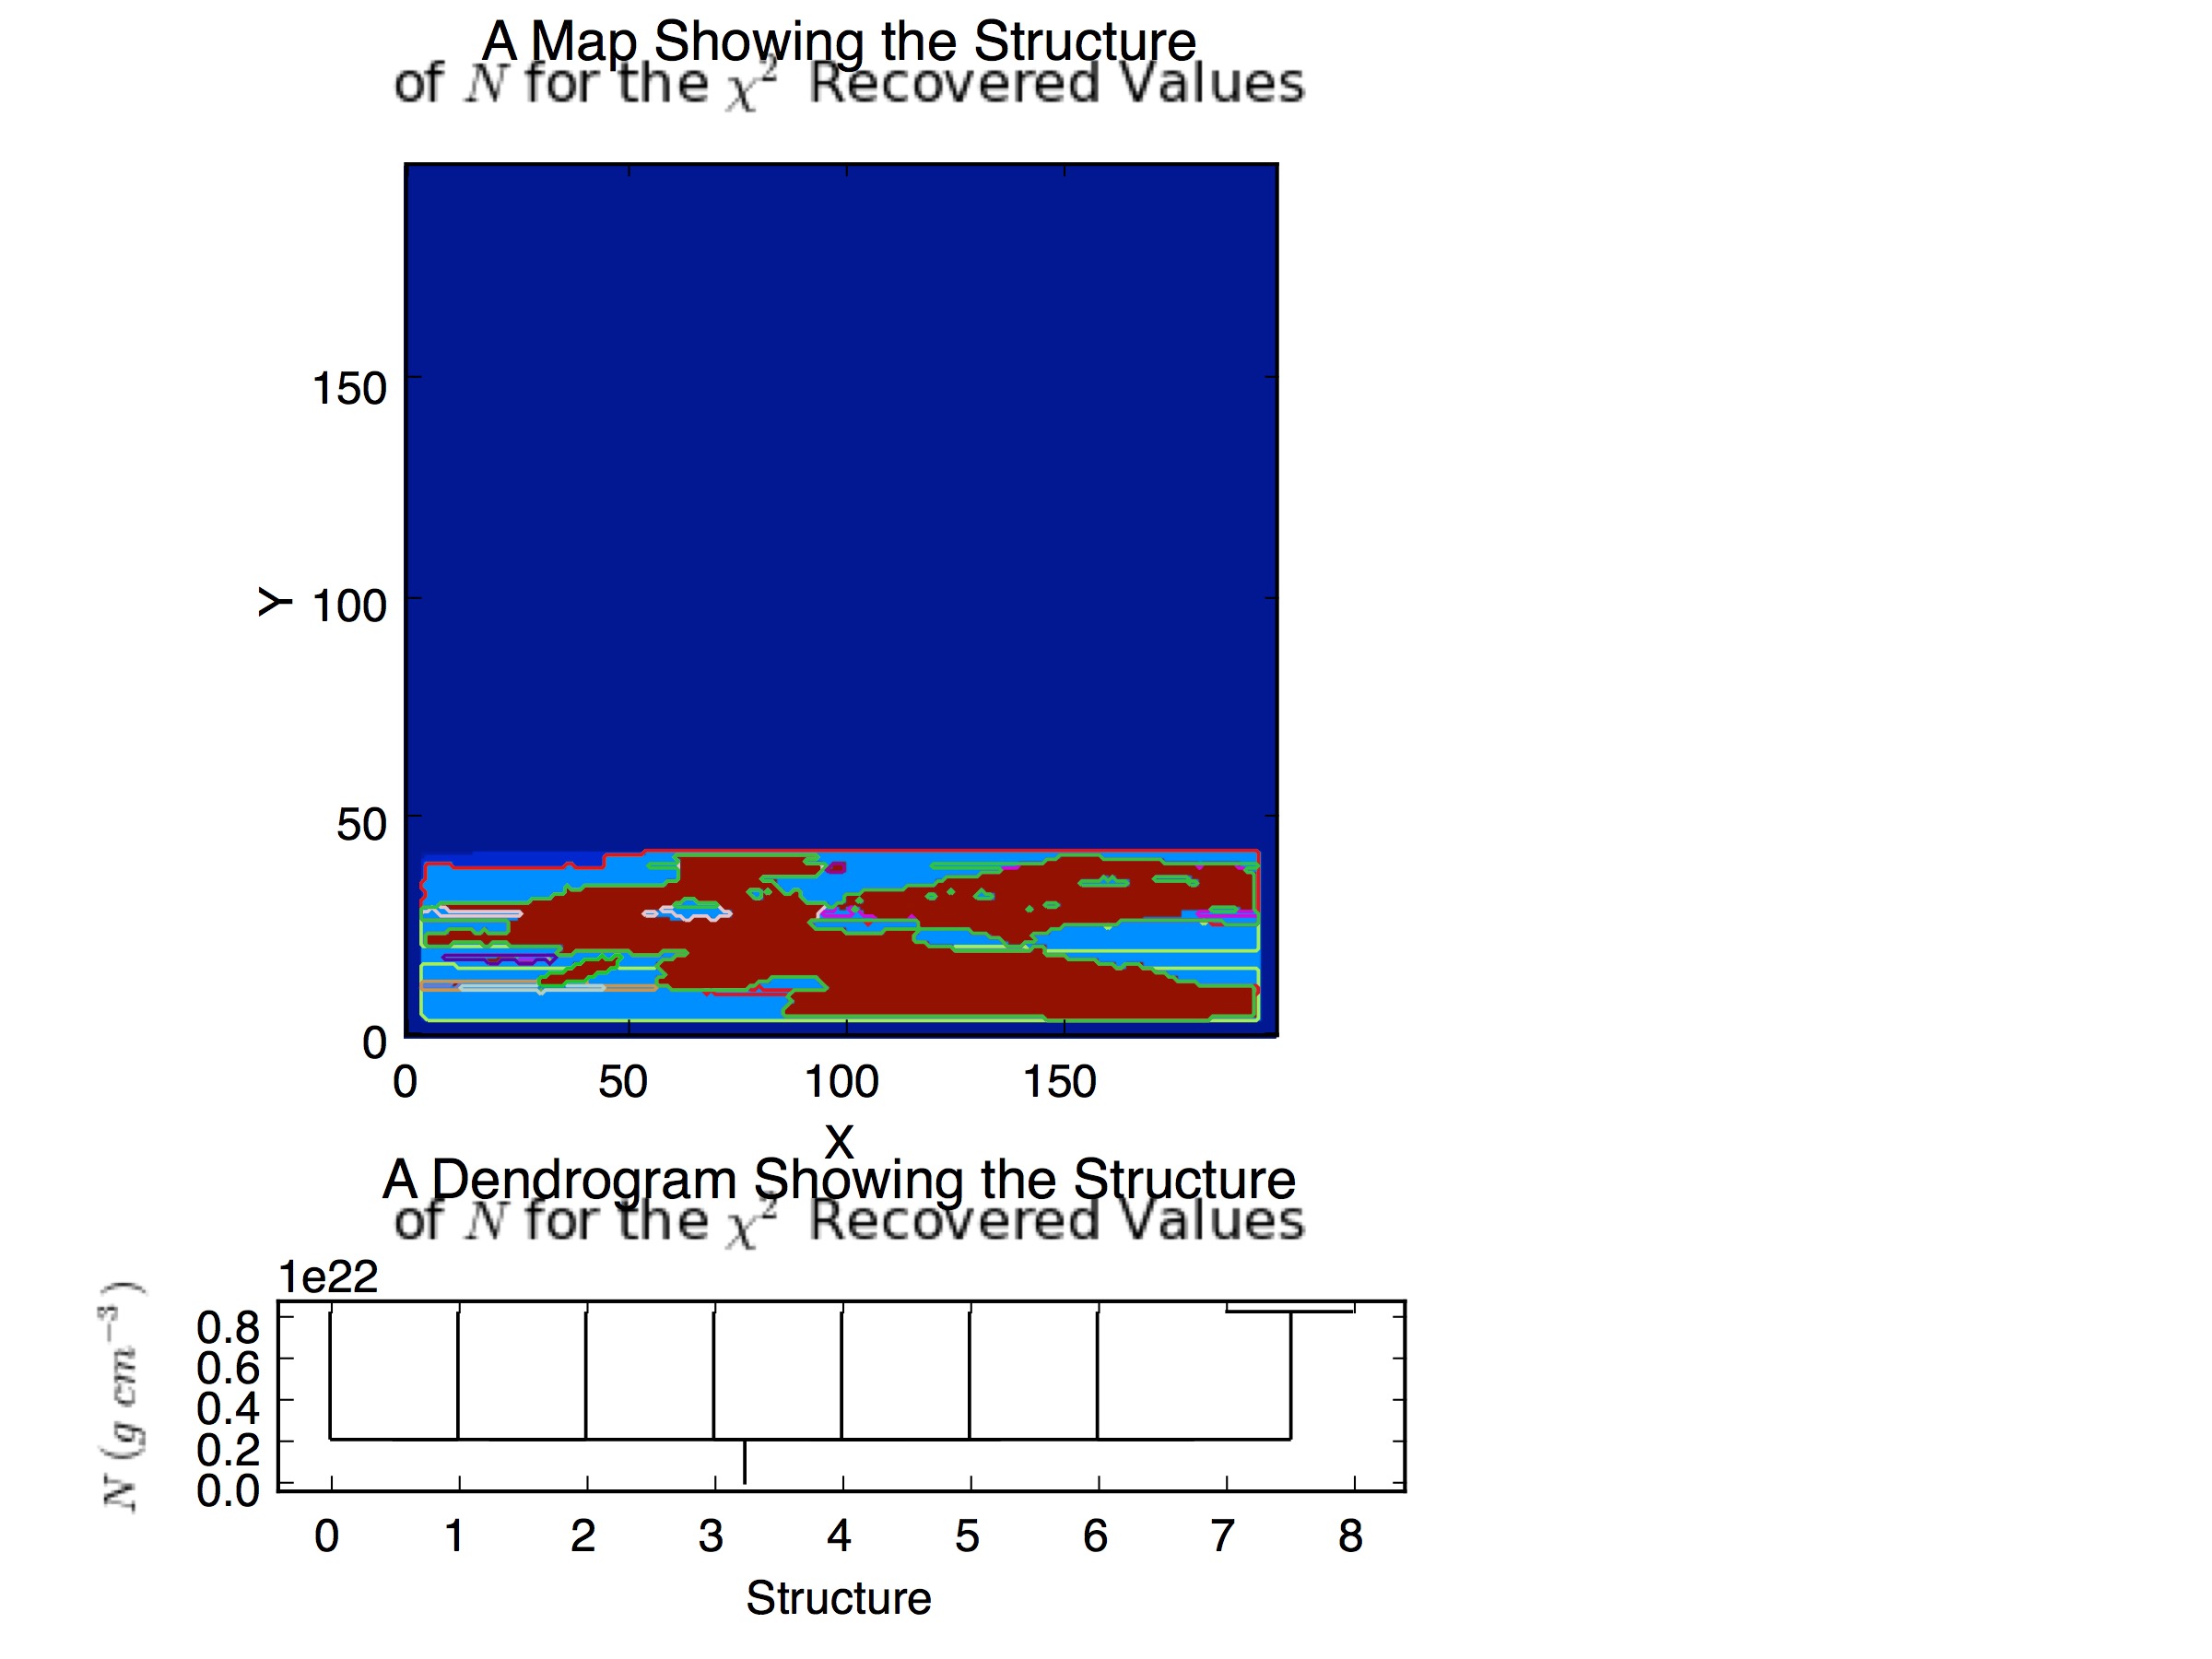 A Map Showing the Structure
of N for the χ² Recovered Values
150
Y 100
50
0
0 50 100 150
X
A Dendrogram Showing the Structure
of N for the χ² Recovered Values
1e22
N (g cm⁻³)
0.8
0.6
0.4
0.2
0.0
0 1 2 3 4 5 6 7 8
Structure